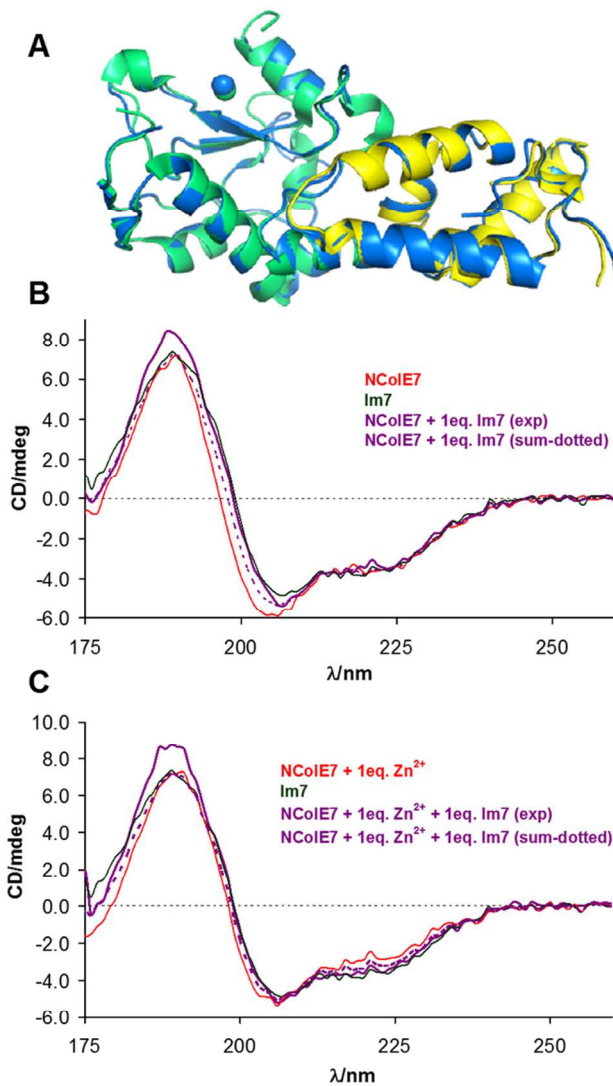 A
B
8.0
6.0
4.0
2.0
0.0
-2.0
-4.0
-6.0
CD/mdeg
NColE7
Im7
NColE7 + 1eq. Im7 (exp)
NColE7 + 1eq. Im7 (sum-dotted)
175
200
225
250
λ/nm
C
10.0
8.0
6.0
4.0
2.0
0.0
-2.0
-4.0
-6.0
CD/mdeg
NColE7 + 1eq. Zn²⁺
Im7
NColE7 + 1eq. Zn²⁺ + 1eq. Im7 (exp)
NColE7 + 1eq. Zn²⁺ + 1eq. Im7 (sum-dotted)
175
200
225
250
λ/nm